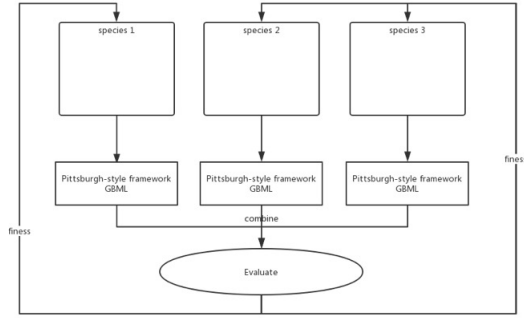 species 1
species 2
species 3
Pittsburgh-style framework
GBML
Pittsburgh-style framework
GBML
Pittsburgh-style framework
GBML
combine
finess
finess
Evaluate